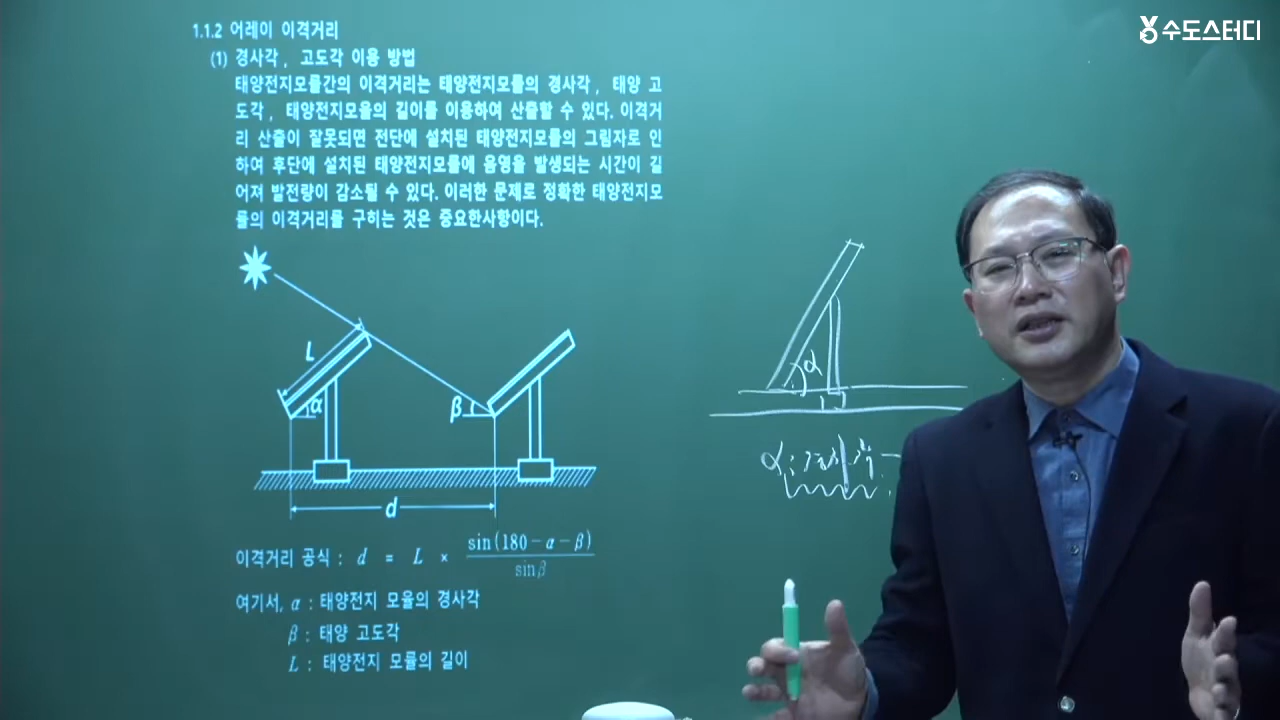 수도스터디
1.1.2 어레이 이격거리
(1) 경사각, 고도각 이용 방법
태양전지모듈간의 이격거리는 태양전지모듈의 경사각, 태양 고
도각, 태양전지모율의 길이를 이용하여 산출할 수 있다. 이격거
리 산출이 잘못되면 전단에 설치된 태양전지모듈의 그림자로 인
하여 후단에 설치된 태양전지모듈에 음영을 발생되는 시간이 길
어져 발전량이 감소될 수 있다. 이러한 문제로 정확한 태양전지모
률의 이격거리를 구히는 것은 중요한사항이다.
L
α
β
d
α
α : 경사각
이격거리 공식 : d = L × sin(180-α-β)/sinβ
여기서, α : 태양전지 모율의 경사각
β : 태양 고도각
L : 태양전지 모률의 길이